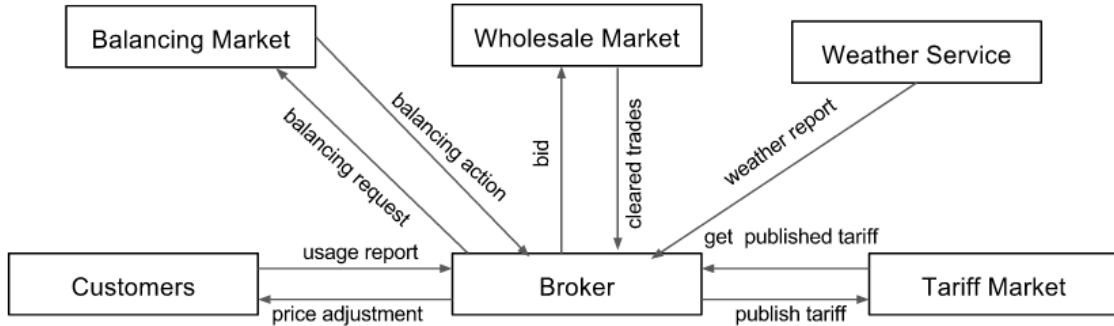 Balancing Market
Wholesale Market
Weather Service
balancing action
balancing request
bid
cleared trades
weather report
usage report
get published tariff
Customers
Broker
Tariff Market
price adjustment
publish tariff